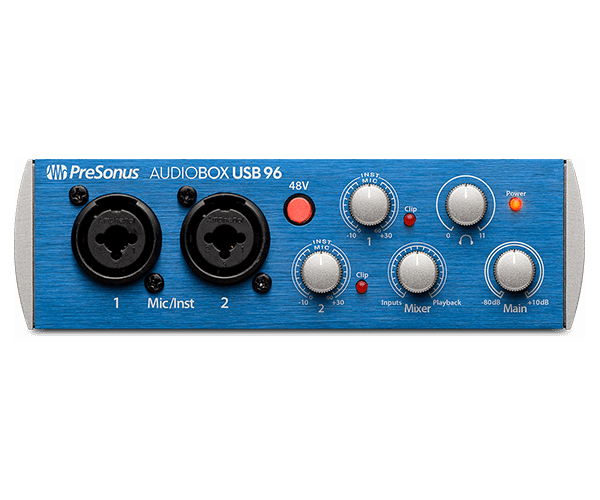 PreSonus AUDIOBOX USB 96
48V
INST
MIC
-10 1 +30
Clip
0 11
Power
1 Mic/Inst 2
INST
MIC
-10 2 +30
Clip
Inputs Mixer Playback
-80dB Main +10dB